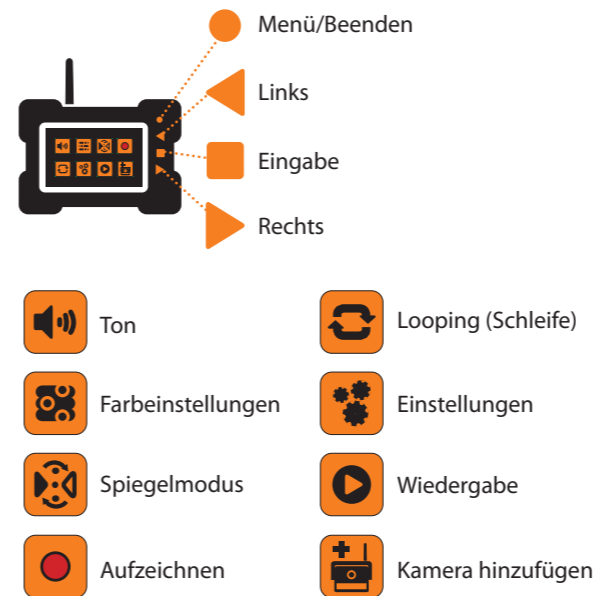 Menü/Beenden
Links
Eingabe
Rechts
Ton
Looping (Schleife)
Farbeinstellungen
Einstellungen
Spiegelmodus
Wiedergabe
Aufzeichnen
Kamera hinzufügen